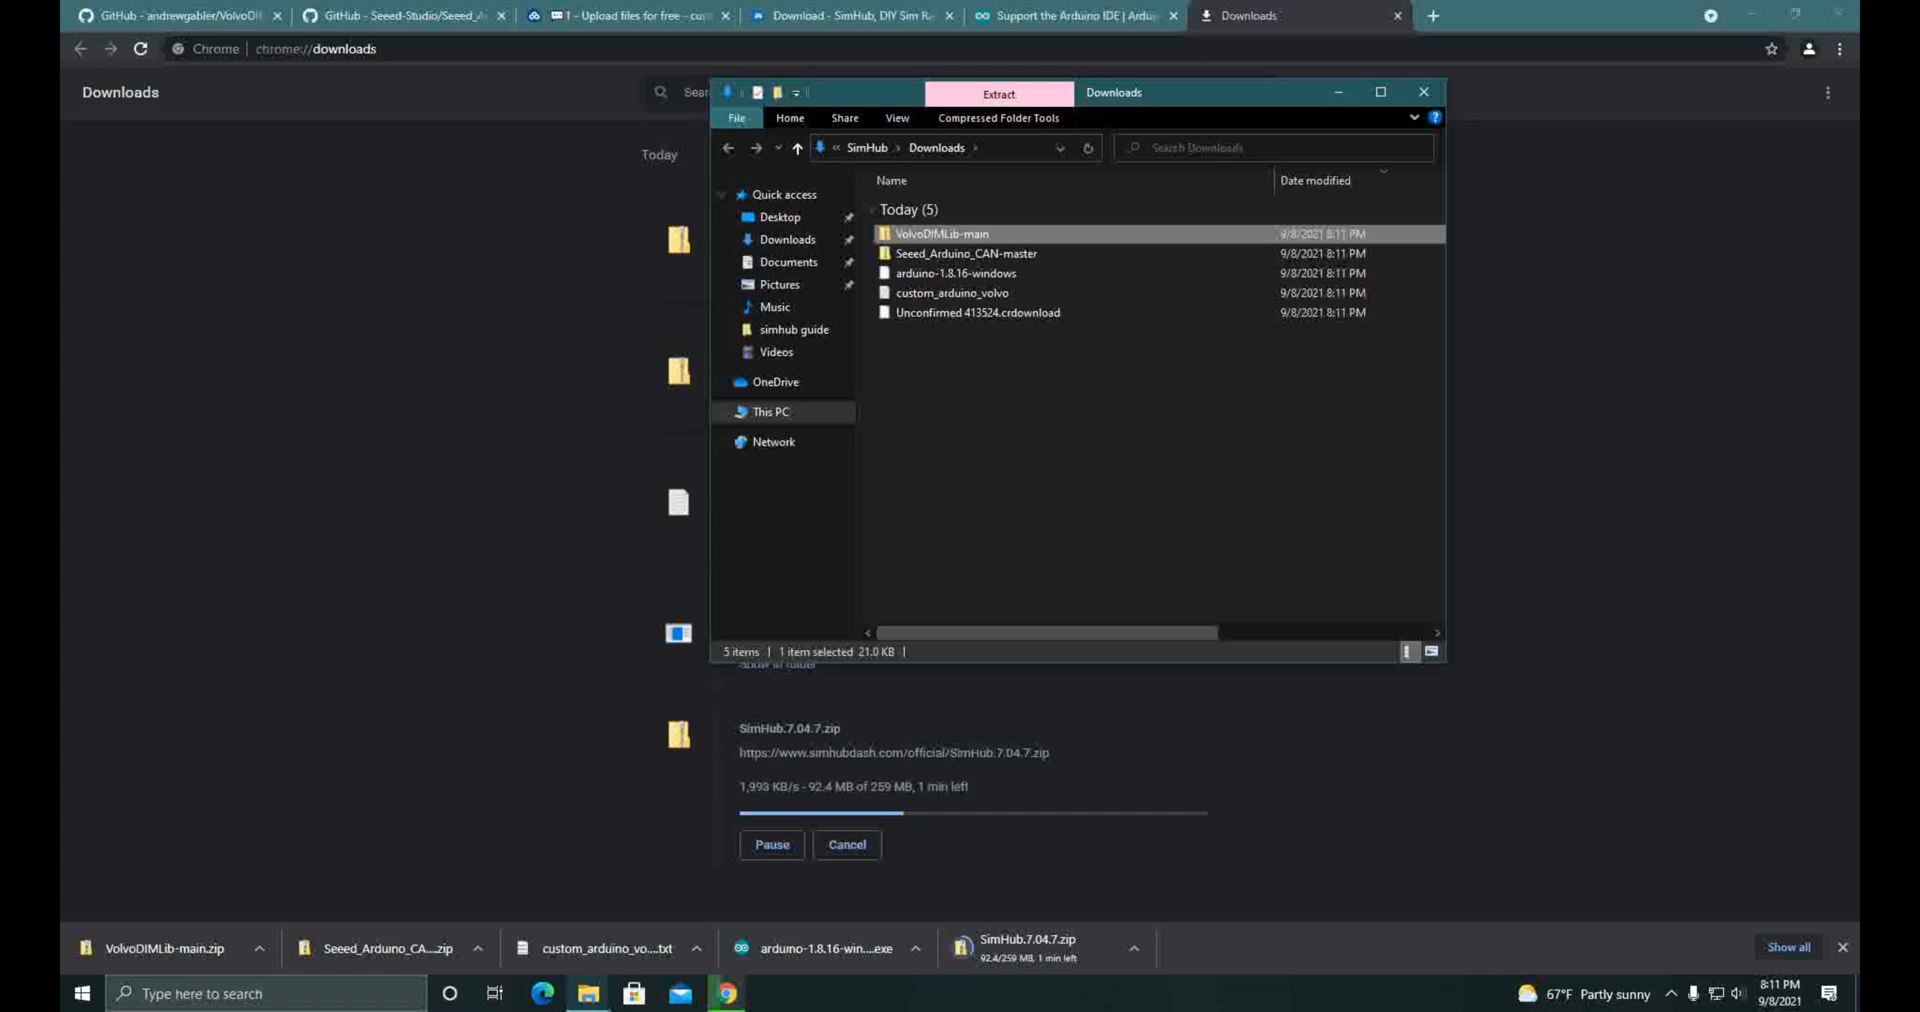 GitHub - andrewgabler/VolvoDI
GitHub - Seeed-Studio/Seeed_A
1 - Upload files for free - cus
Download - SimHub, DIY Sim Ra
Support the Arduino IDE | Ardui
Downloads
Chrome | chrome://downloads
Downloads
Sear
Extract
Downloads
File
Home
Share
View
Compressed Folder Tools
SimHub
Downloads
Search Downloads
Today
Name
Date modified
Today (5)
VolvoDIMLib-main 9/8/2021 8:11 PM
Seeed_Arduino_CAN-master 9/8/2021 8:11 PM
arduino-1.8.16-windows 9/8/2021 8:11 PM
custom_arduino_volvo 9/8/2021 8:11 PM
Unconfirmed 413524.crdownload 9/8/2021 8:11 PM
Quick access
Desktop
Downloads
Documents
Pictures
Music
simhub guide
Videos
OneDrive
This PC
Network
5 items | 1 item selected 21.0 KB |
Show in folder
SimHub.7.04.7.zip
https://www.simhubdash.com/official/SimHub.7.04.7.zip
1,993 KB/s - 92.4 MB of 259 MB, 1 min left
Pause
Cancel
VolvoDIMLib-main.zip
Seeed_Arduino_CA....zip
custom_arduino_vo....txt
arduino-1.8.16-win....exe
SimHub.7.04.7.zip
92.4/259 MB, 1 min left
Show all
Type here to search
67°F Partly sunny
8:11 PM
9/8/2021